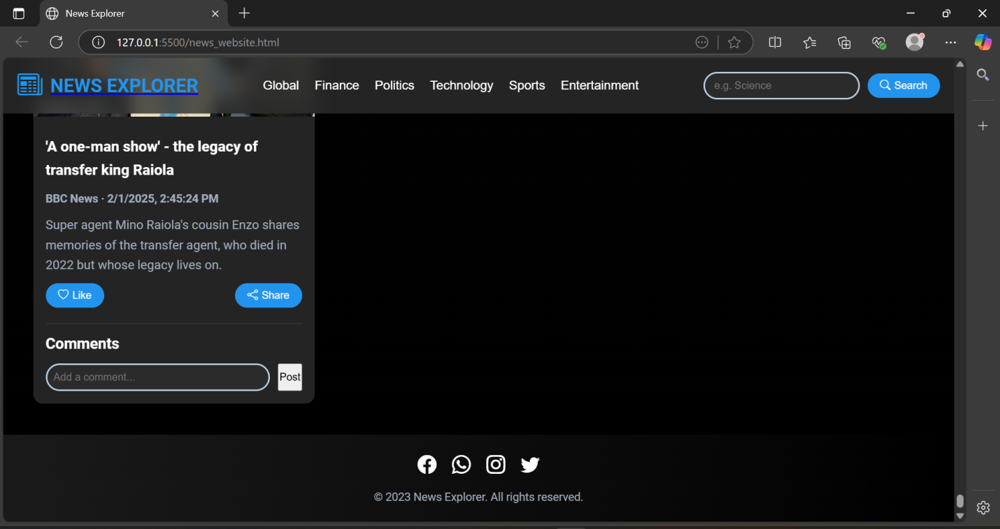 News Explorer
127.0.0.1:5500/news_website.html
NEWS EXPLORER
Global Finance Politics Technology Sports Entertainment
e.g. Science
Search
'A one-man show' - the legacy of
transfer king Raiola
BBC News · 2/1/2025, 2:45:24 PM
Super agent Mino Raiola's cousin Enzo shares
memories of the transfer agent, who died in
2022 but whose legacy lives on.
Like
Share
Comments
Add a comment...
Post
© 2023 News Explorer. All rights reserved.